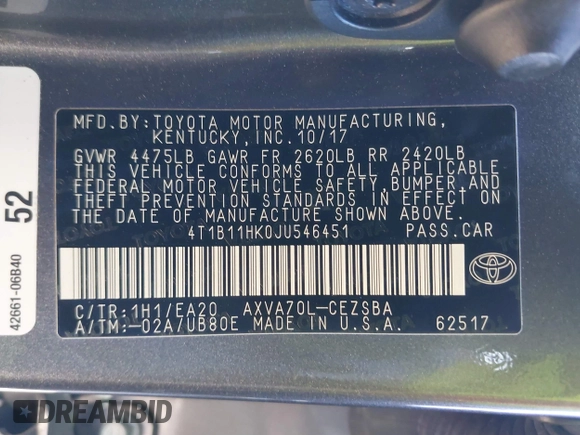 MFD.BY:TOYOTA MOTOR MANUFACTURING,
KENTUCKY,INC.10/17
GVWR 4475LB GAWR FR 2620LB RR 2420LB
THIS VEHICLE CONFORMS TO ALL APPLICABLE
FEDERAL MOTOR VEHICLE SAFETY,BUMPER,AND
THEFT PREVENTION STANDARDS IN EFFECT ON
THE DATE OF MANUFACTURE SHOWN ABOVE.
4T1B11HK0JU546451 PASS.CAR
C/TR:1H1/EA20 AXVA70L-CEZSBA
A/TM:-02A/UB80E MADE IN U.S.A. 62517
52
42661-06B40
DREAMBID